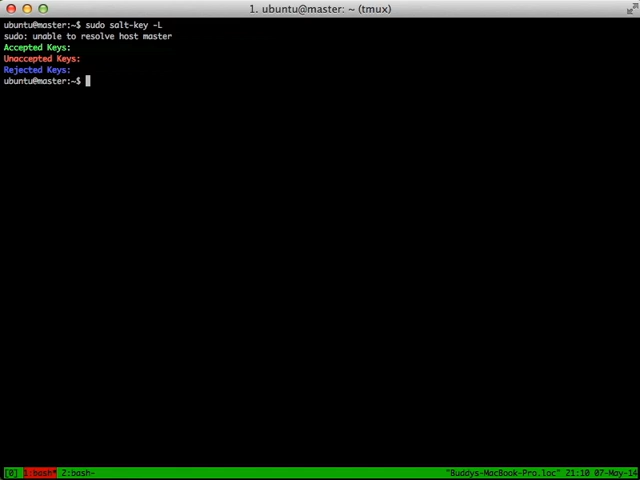 1. ubuntu@master: ~ (tmux)
ubuntu@master:~$ sudo salt-key -L
sudo: unable to resolve host master
Accepted Keys:
Unaccepted Keys:
Rejected Keys:
ubuntu@master:~$
[0] 1:bash* 2:bash- "Buddys-MacBook-Pro.loc" 21:10 07-May-14